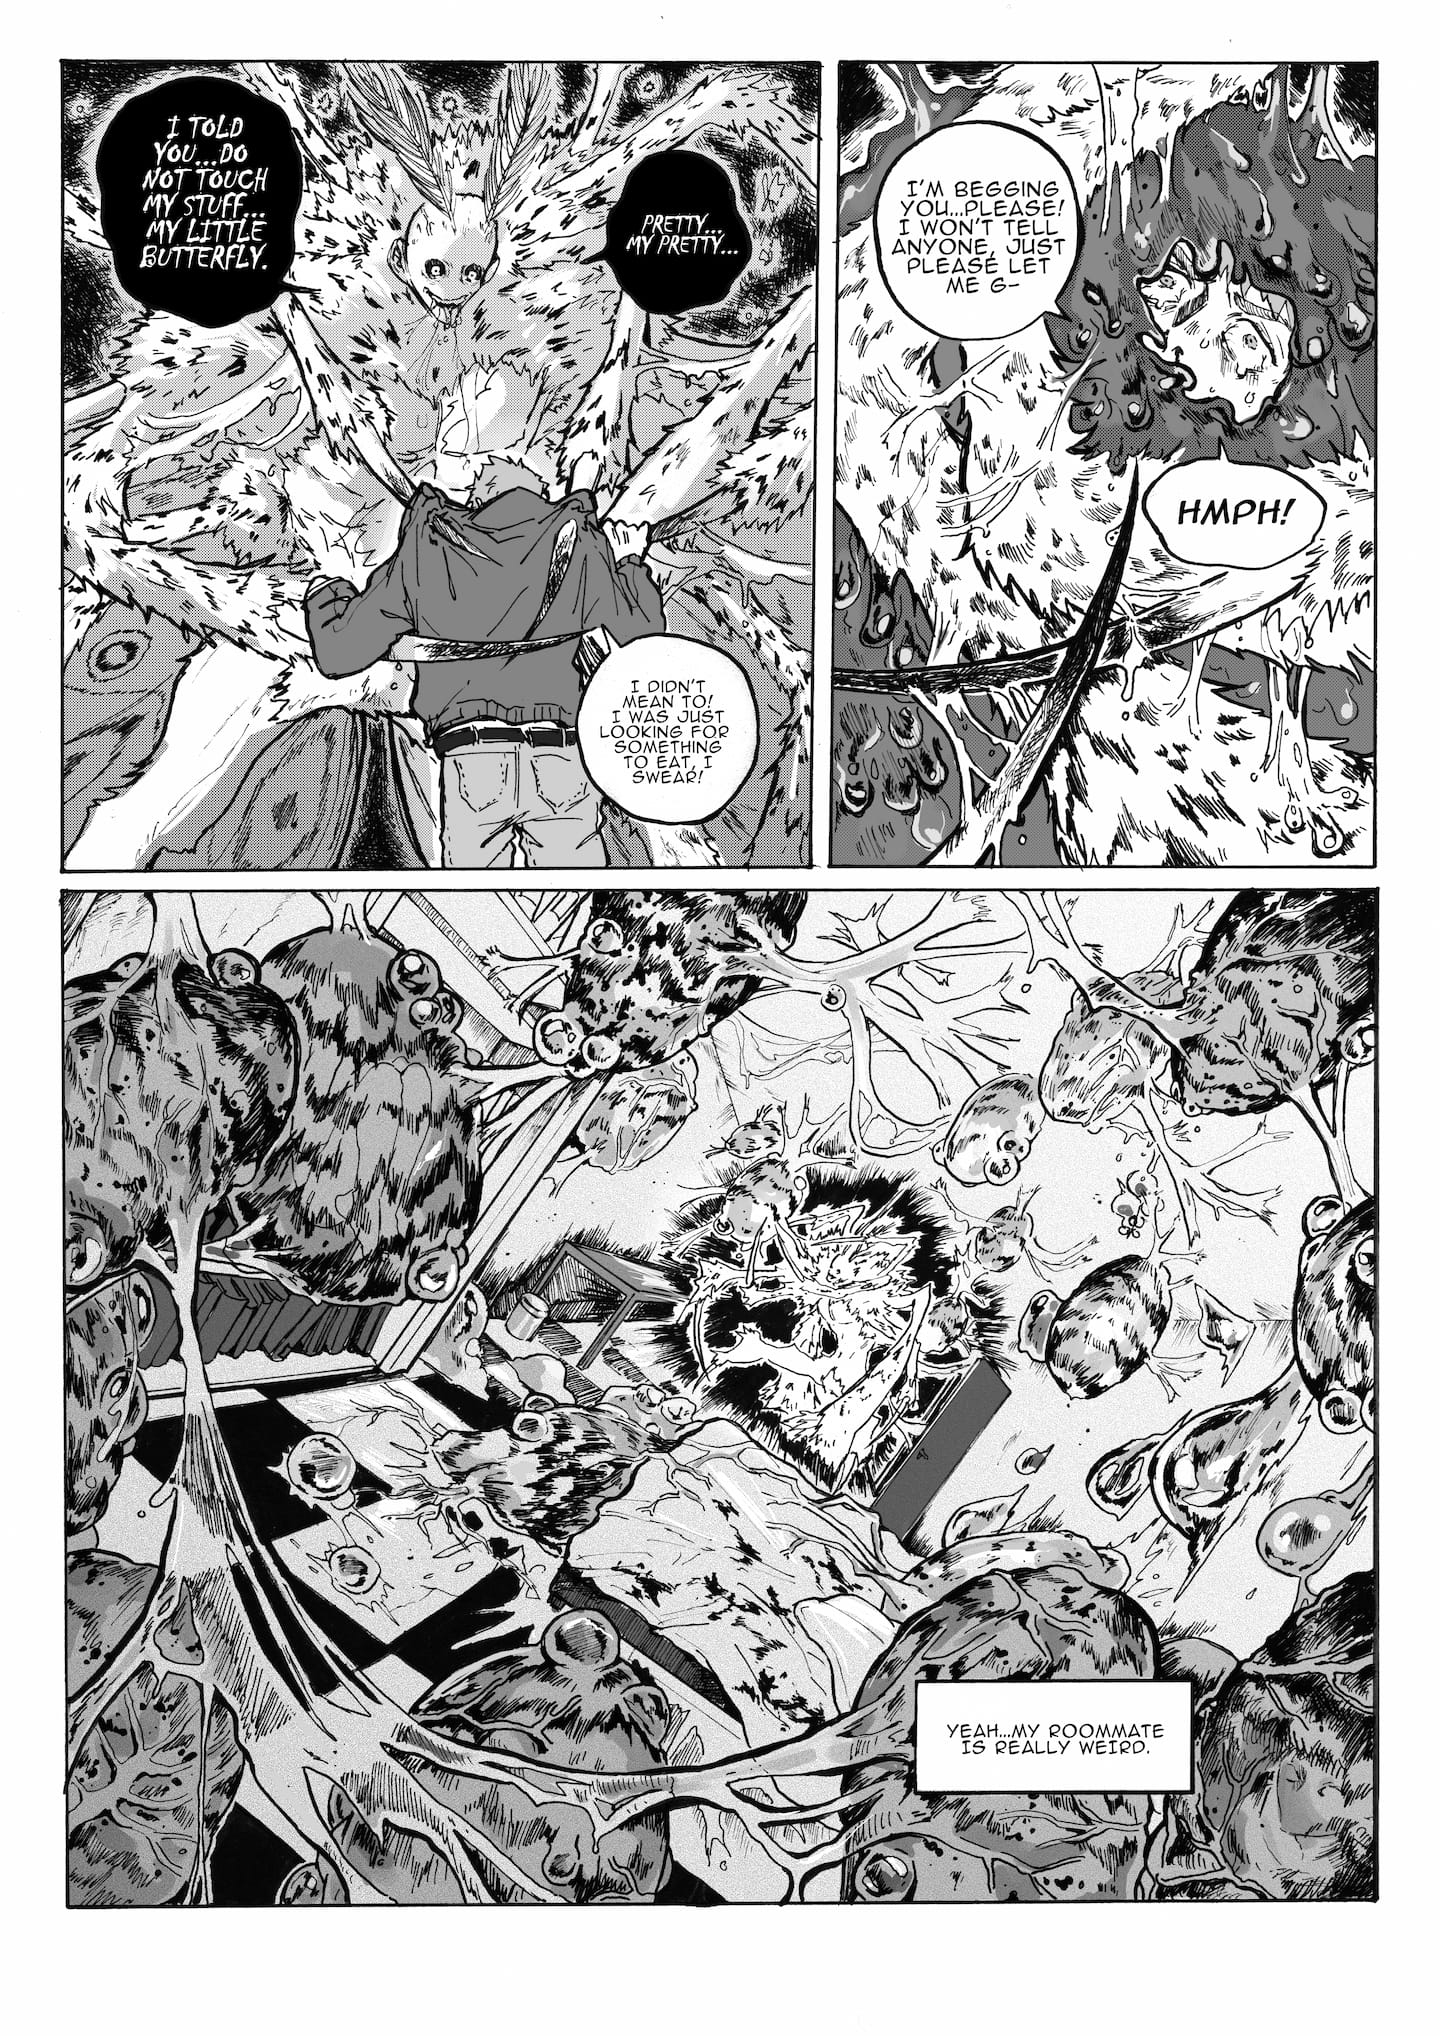 I TOLD
YOU...DO
NOT TOUCH
MY STUFF...
MY LITTLE
BUTTERFLY.
PRETTY...
MY PRETTY...
I DIDN'T
MEAN TO!
I WAS JUST
LOOKING FOR
SOMETHING
TO EAT, I
SWEAR!
I'M BEGGING
YOU...PLEASE!
I WON'T TELL
ANYONE, JUST
PLEASE LET
ME G-
HMPH!
YEAH...MY ROOMMATE
IS REALLY WEIRD.